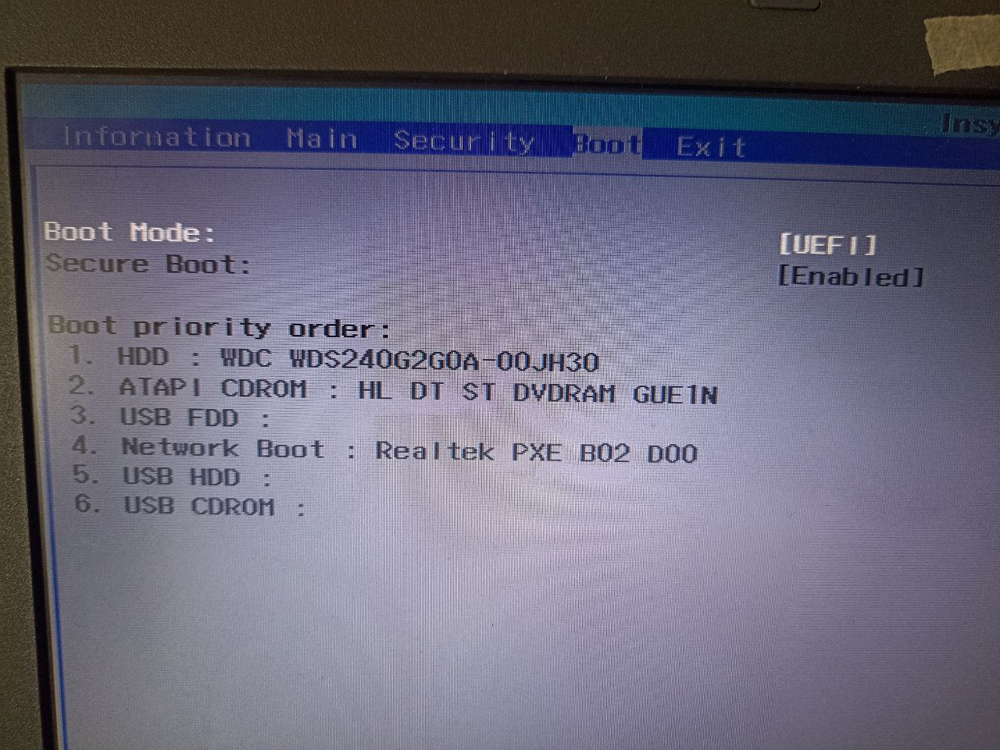 Insy
Information Main Security Boot Exit
Boot Mode: [UEFI]
Secure Boot: [Enabled]
Boot priority order:
1. HDD : WDC WDS240G2G0A-00JH30
2. ATAPI CDROM : HL DT ST DVDRAM GUE1N
3. USB FDD :
4. Network Boot : Realtek PXE B02 D00
5. USB HDD :
6. USB CDROM :